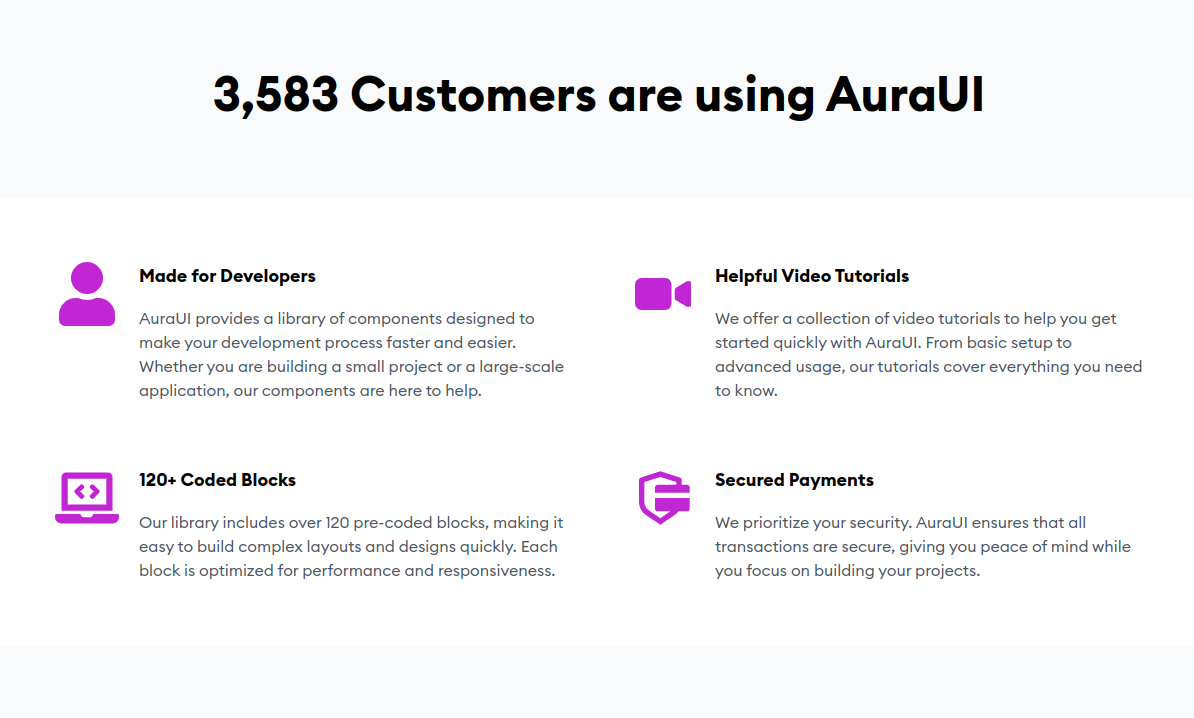 3,583 Customers are using AuraUI
Made for Developers
AuraUI provides a library of components designed to
make your development process faster and easier.
Whether you are building a small project or a large-scale
application, our components are here to help.
Helpful Video Tutorials
We offer a collection of video tutorials to help you get
started quickly with AuraUI. From basic setup to
advanced usage, our tutorials cover everything you need
to know.
120+ Coded Blocks
Our library includes over 120 pre-coded blocks, making it
easy to build complex layouts and designs quickly. Each
block is optimized for performance and responsiveness.
Secured Payments
We prioritize your security. AuraUI ensures that all
transactions are secure, giving you peace of mind while
you focus on building your projects.